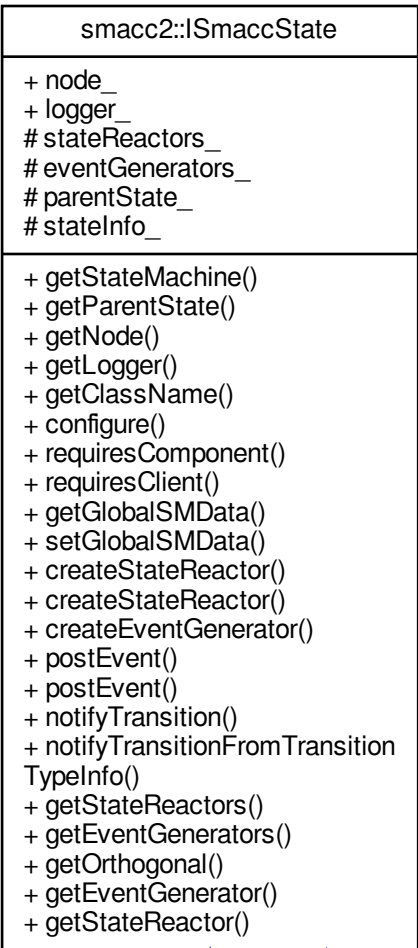 smacc2::ISmaccState
+ node_
+ logger_
# stateReactors_
# eventGenerators_
# parentState_
# stateInfo_
+ getStateMachine()
+ getParentState()
+ getNode()
+ getLogger()
+ getClassName()
+ configure()
+ requiresComponent()
+ requiresClient()
+ getGlobalSMData()
+ setGlobalSMData()
+ createStateReactor()
+ createStateReactor()
+ createEventGenerator()
+ postEvent()
+ postEvent()
+ notifyTransition()
+ notifyTransitionFromTransition
TypeInfo()
+ getStateReactors()
+ getEventGenerators()
+ getOrthogonal()
+ getEventGenerator()
+ getStateReactor()